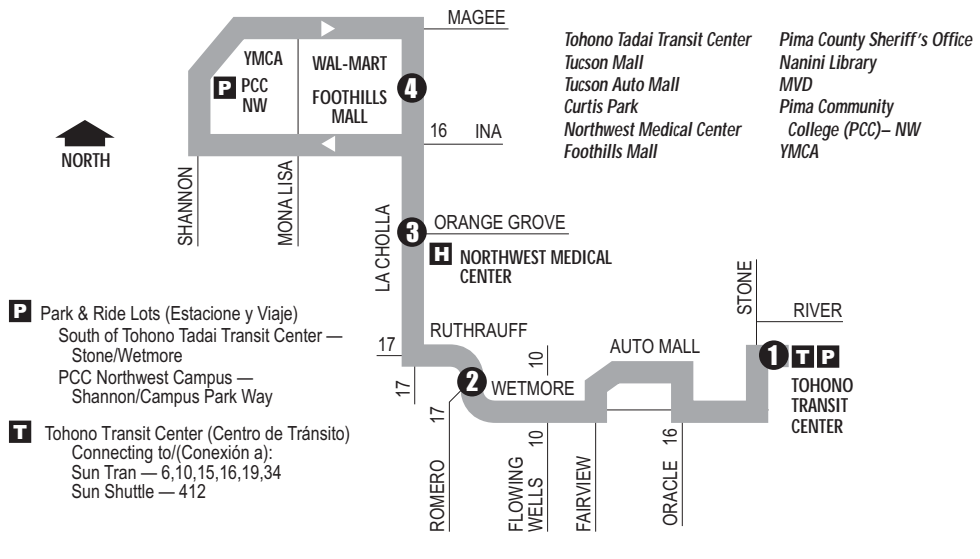 MAGEE
YMCA
WAL-MART
P PCC
NW
FOOTHILLS
MALL
4
16 INA
NORTH
SHANNON
MONA LISA
LA CHOLLA
3
ORANGE GROVE
H NORTHWEST MEDICAL
CENTER
Tohono Tadai Transit Center
Tucson Mall
Tucson Auto Mall
Curtis Park
Northwest Medical Center
Foothills Mall
Pima County Sheriff's Office
Nanini Library
MVD
Pima Community
College (PCC)– NW
YMCA
STONE
RIVER
RUTHRAUFF
17
17
17
2
WETMORE
10
10
AUTO MALL
16
1 T P
TOHONO
TRANSIT
CENTER
ROMERO
FLOWING
WELLS
FAIRVIEW
ORACLE
P Park & Ride Lots (Estacione y Viaje)
South of Tohono Tadai Transit Center —
Stone/Wetmore
PCC Northwest Campus —
Shannon/Campus Park Way
T Tohono Transit Center (Centro de Tránsito)
Connecting to/(Conexión a):
Sun Tran — 6,10,15,16,19,34
Sun Shuttle — 412